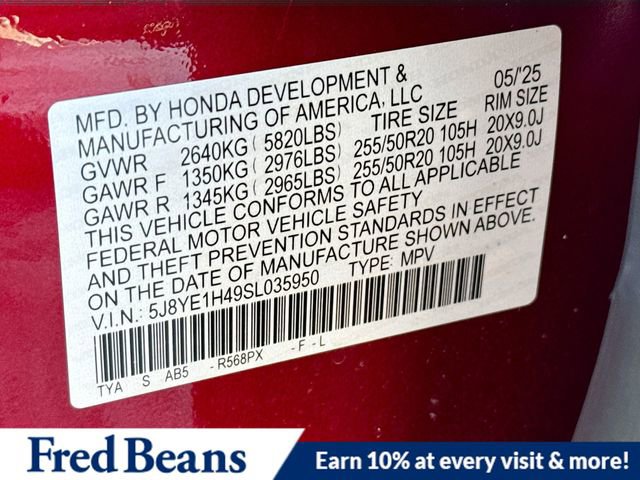 MFD. BY HONDA DEVELOPMENT & 05/'25
MANUFACTURING OF AMERICA, LLC
GVWR 2640KG ( 5820LBS) TIRE SIZE RIM SIZE
GAWR F 1350KG ( 2976LBS) 255/50R20 105H 20X9.0J
GAWR R 1345KG ( 2965LBS) 255/50R20 105H 20X9.0J
THIS VEHICLE CONFORMS TO ALL APPLICABLE
FEDERAL MOTOR VEHICLE SAFETY
AND THEFT PREVENTION STANDARDS IN EFFECT
ON THE DATE OF MANUFACTURE SHOWN ABOVE.
V.I.N.: 5J8YE1H49SL035950 TYPE: MPV
TYA S AB5 - R568PX - F - L
Fred Beans
Earn 10% at every visit & more!